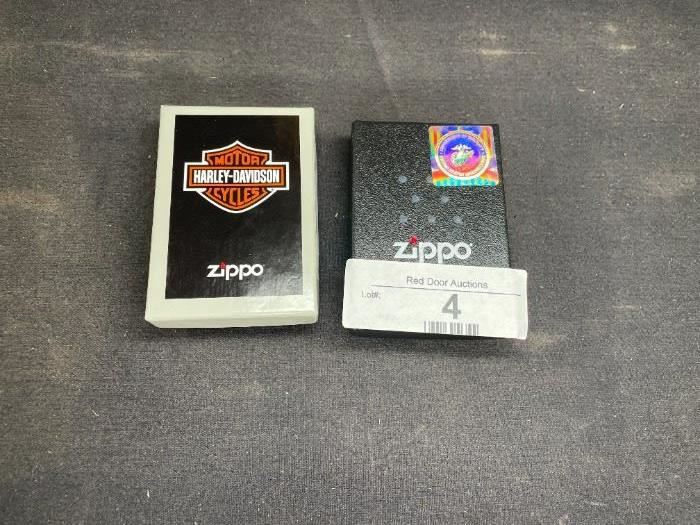 MOTOR
HARLEY-DAVIDSON
CYCLES
zippo
zippo
Red Door Auctions
Lot#:
4